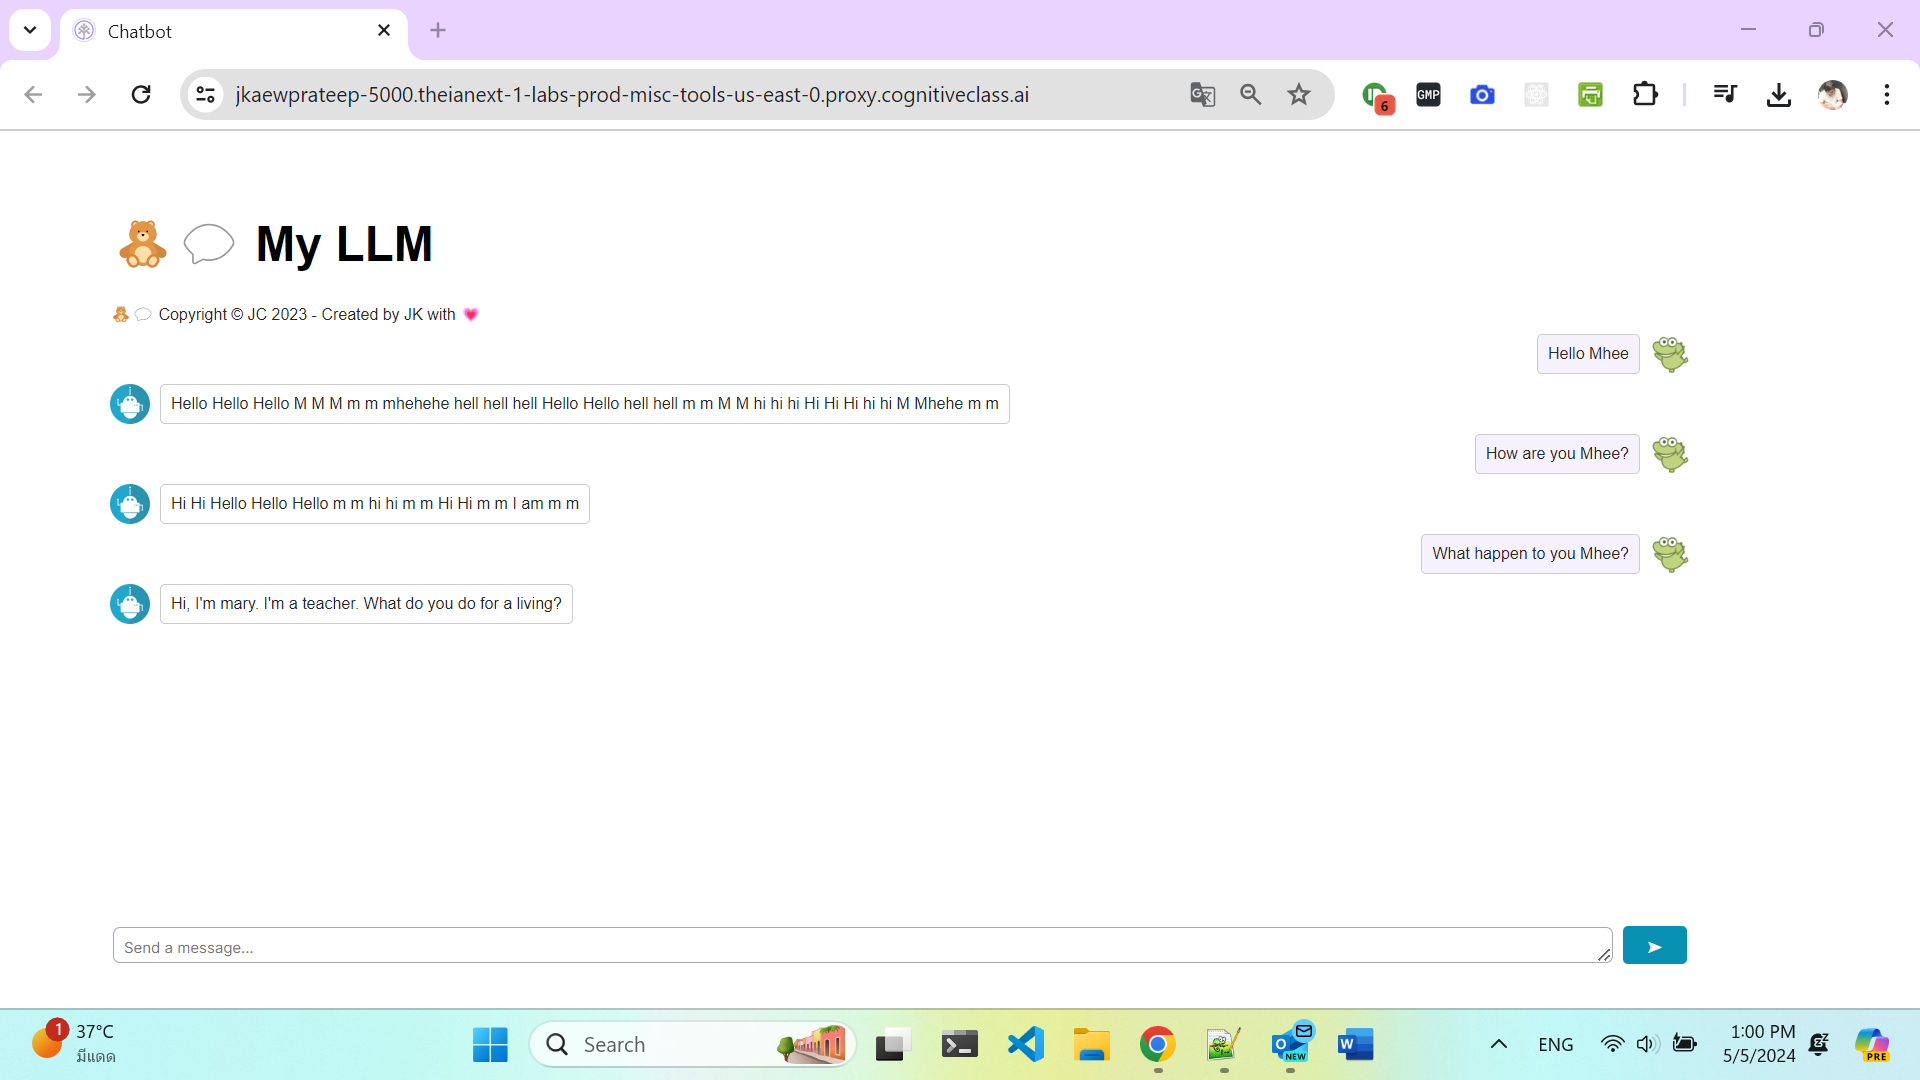 Chatbot
jkaewprateep-5000.theianext-1-labs-prod-misc-tools-us-east-0.proxy.cognitiveclass.ai
6
GMP
My LLM
Copyright © JC 2023 - Created by JK with
Hello Mhee
Hello Hello Hello M M M m m mhehehe hell hell hell Hello Hello hell hell m m M M hi hi hi Hi Hi Hi hi hi M Mhehe m m
How are you Mhee?
Hi Hi Hello Hello Hello m m hi hi m m Hi Hi m m I am m m
What happen to you Mhee?
Hi, I'm mary. I'm a teacher. What do you do for a living?
Send a message...
1
37°C
มีแดด
Search
NEW
ENG
1:00 PM
5/5/2024
PRE